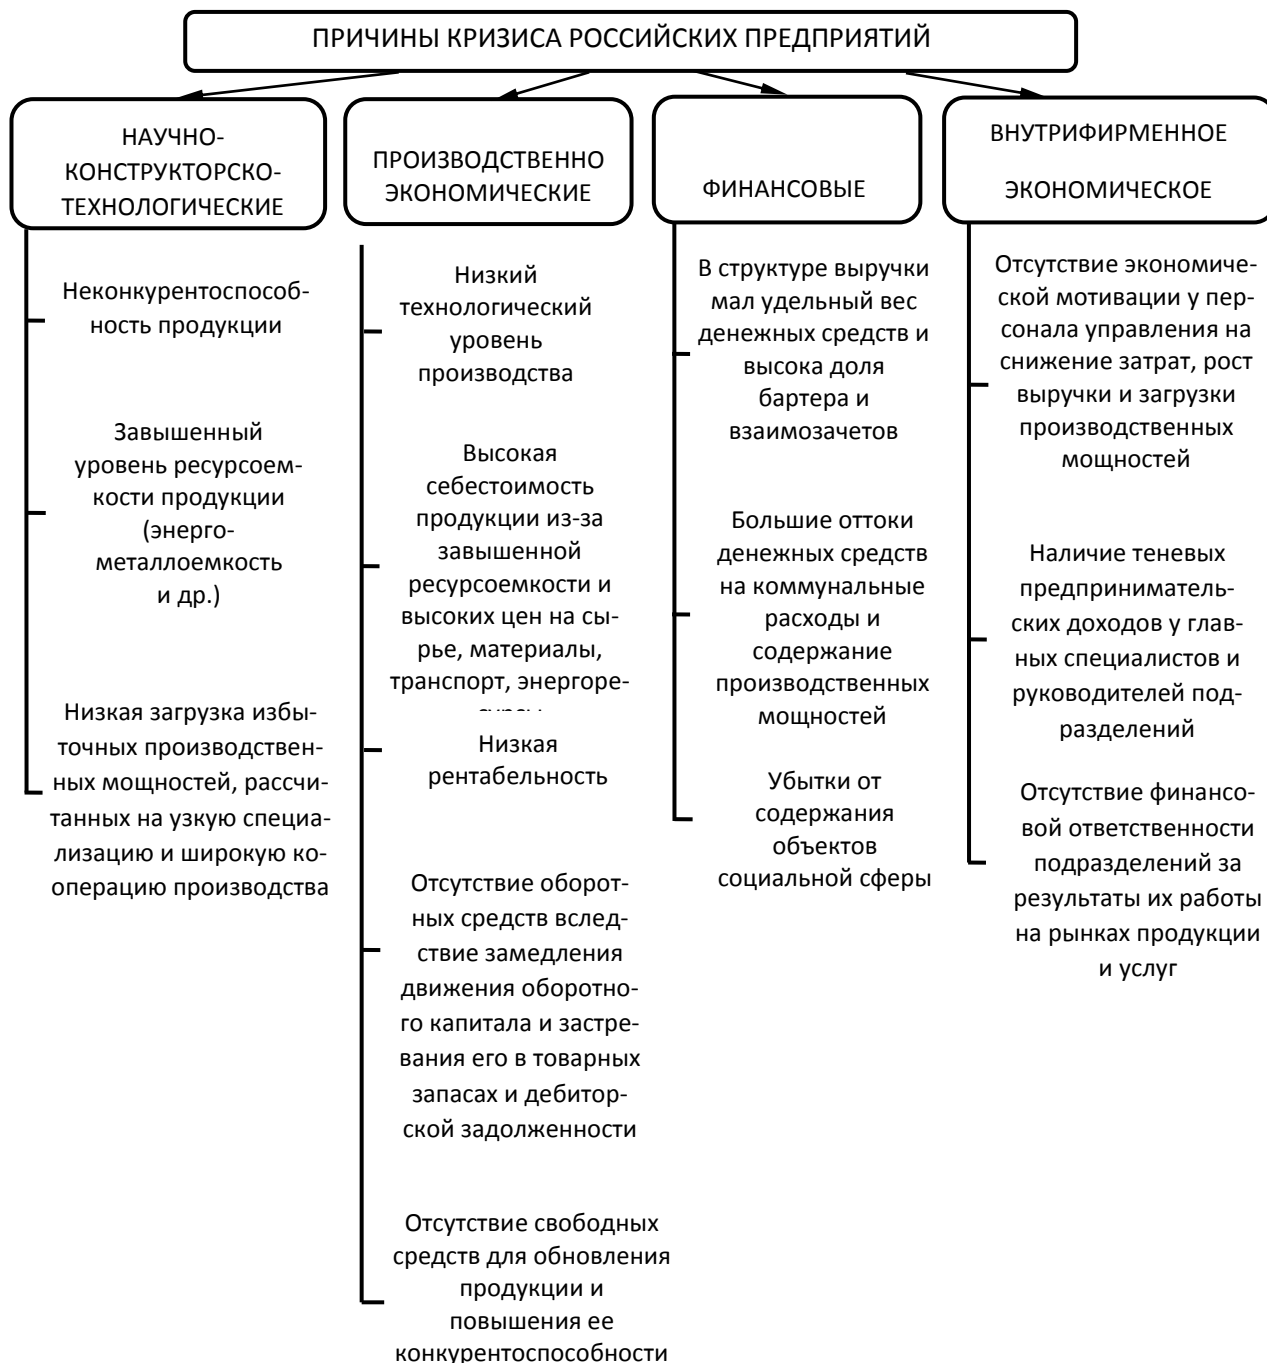 ПРИЧИНЫ КРИЗИСА РОССИЙСКИХ ПРЕДПРИЯТИЙ
НАУЧНО-
КОНСТРУКТОРСКО-
ТЕХНОЛОГИЧЕСКИЕ
Неконкурентоспособ-
ность продукции
Завышенный
уровень ресурсоем-
кости продукции
(энерго-
металлоемкость
и др.)
Низкая загрузка избы-
точных производствен-
ных мощностей, рассчи-
танных на узкую специа-
лизацию и широкую ко-
операцию производства
ПРОИЗВОДСТВЕННО
ЭКОНОМИЧЕСКИЕ
Низкий
технологический
уровень
производства
Высокая
себестоимость
продукции из-за
завышенной
ресурсоемкости и
высоких цен на сы-
рье, материалы,
транспорт, энергоре-
сурсы
Низкая
рентабельность
Отсутствие оборот-
ных средств вслед-
ствие замедления
движения оборотно-
го капитала и застре-
вания его в товарных
запасах и дебитор-
ской задолженности
Отсутствие свободных
средств для обновления
продукции и
повышения ее
конкурентоспособности
ФИНАНСОВЫЕ
В структуре выручки
мал удельный вес
денежных средств и
высока доля
бартера и
взаимозачетов
Большие оттоки
денежных средств
на коммунальные
расходы и
содержание
производственных
мощностей
Убытки от
содержания
объектов
социальной сферы
ВНУТРИФИРМЕННОЕ
ЭКОНОМИЧЕСКОЕ
Отсутствие экономиче-
ской мотивации у пер-
сонала управления на
снижение затрат, рост
выручки и загрузки
производственных
мощностей
Наличие теневых
предприниматель-
ских доходов у глав-
ных специалистов и
руководителей под-
разделений
Отсутствие финансо-
вой ответственности
подразделений за
результаты их работы
на рынках продукции
и услуг